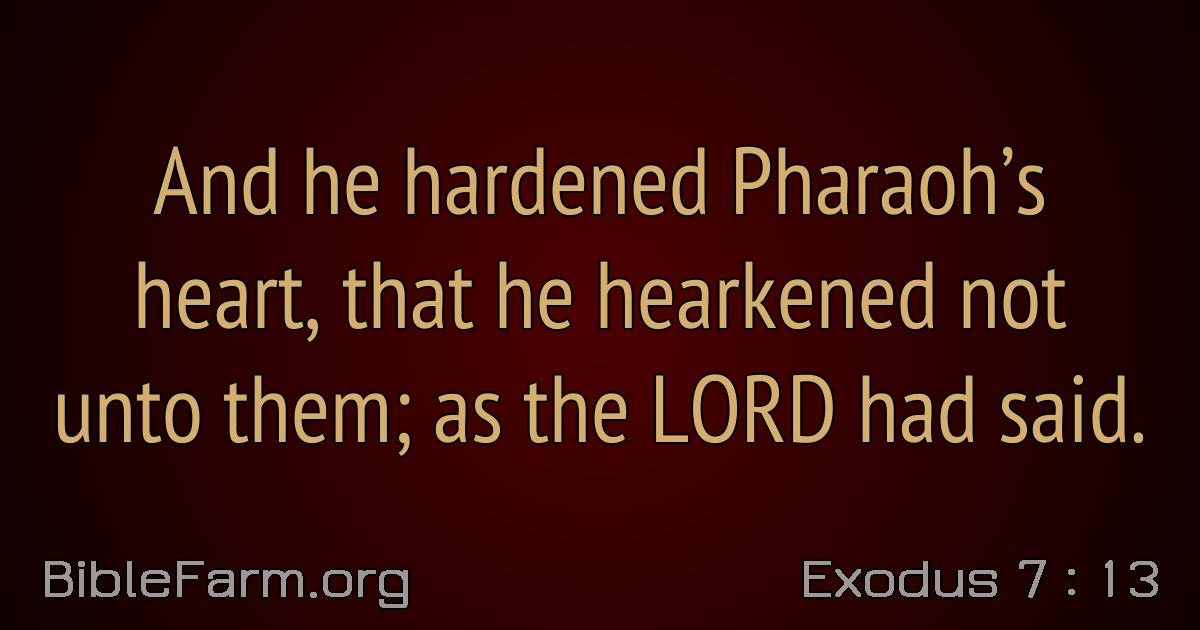 And he hardened Pharaoh’s
heart, that he hearkened not
unto them; as the LORD had said.
BibleFarm.org
Exodus 7 : 13